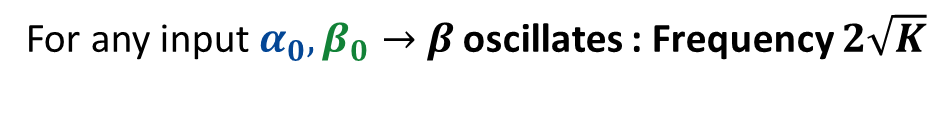 For any input α₀, β₀ → β oscillates : Frequency 2√K